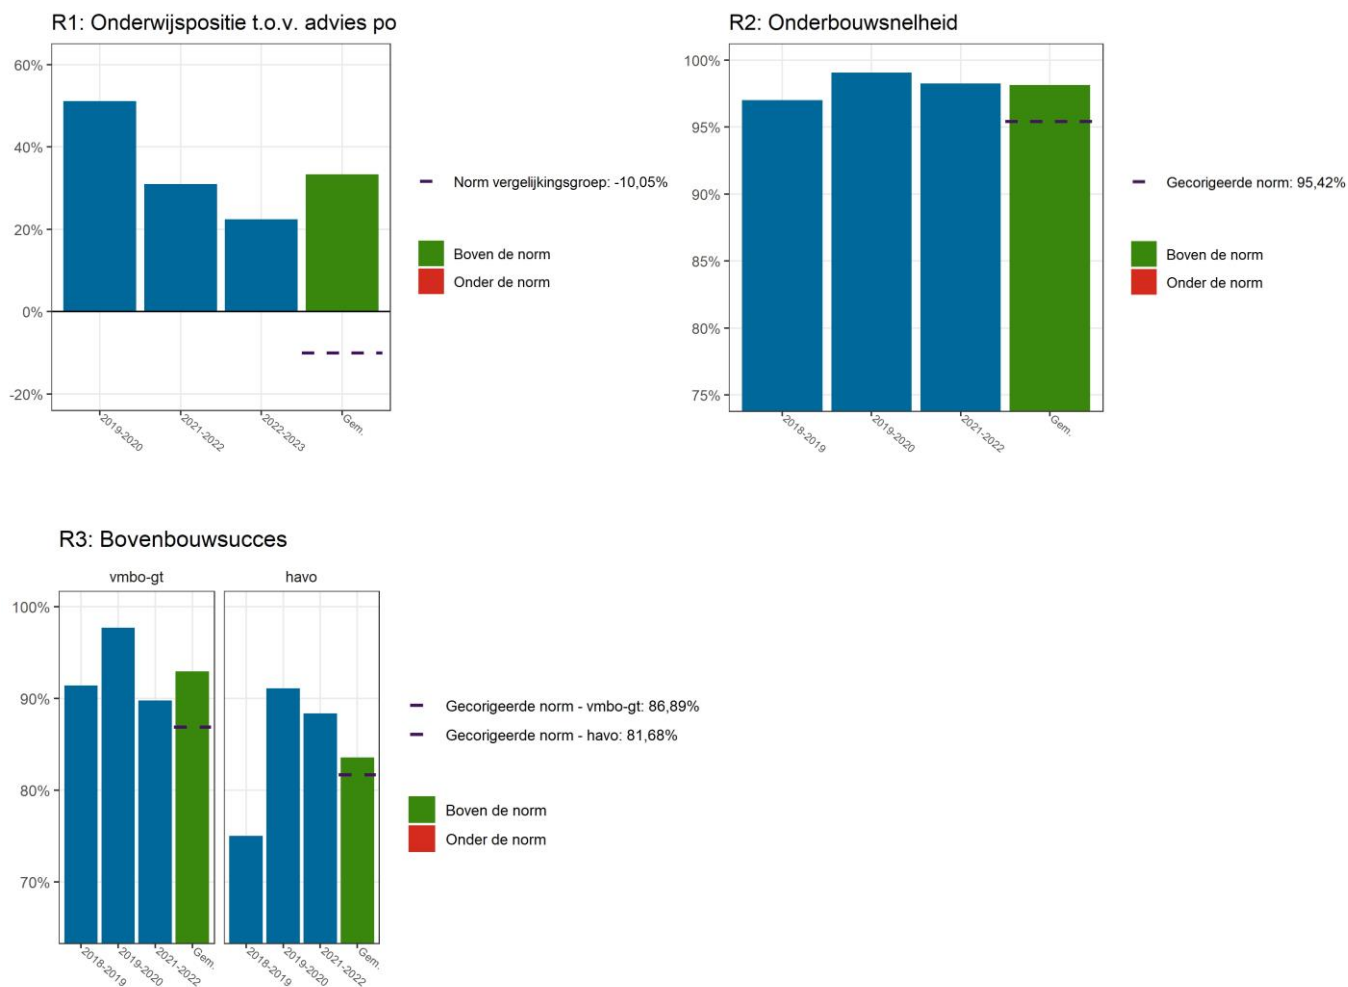 R1: Onderwijspositie t.o.v. advies po
60%
40%
20%
0%
-20%
2019-2020
2021-2022
2022-2023
Gem.
Norm vergelijkingsgroep: -10,05%
Boven de norm
Onder de norm
R2: Onderbouwsnelheid
100%
95%
90%
85%
80%
75%
2018-2019
2019-2020
2021-2022
Gem.
Gecorigeerde norm: 95,42%
Boven de norm
Onder de norm
R3: Bovenbouwsucces
vmbo-gt
havo
100%
90%
80%
70%
2018-2019
2019-2020
2021-2022
Gem.
2018-2019
2019-2020
2021-2022
Gem.
Gecorigeerde norm - vmbo-gt: 86,89%
Gecorigeerde norm - havo: 81,68%
Boven de norm
Onder de norm